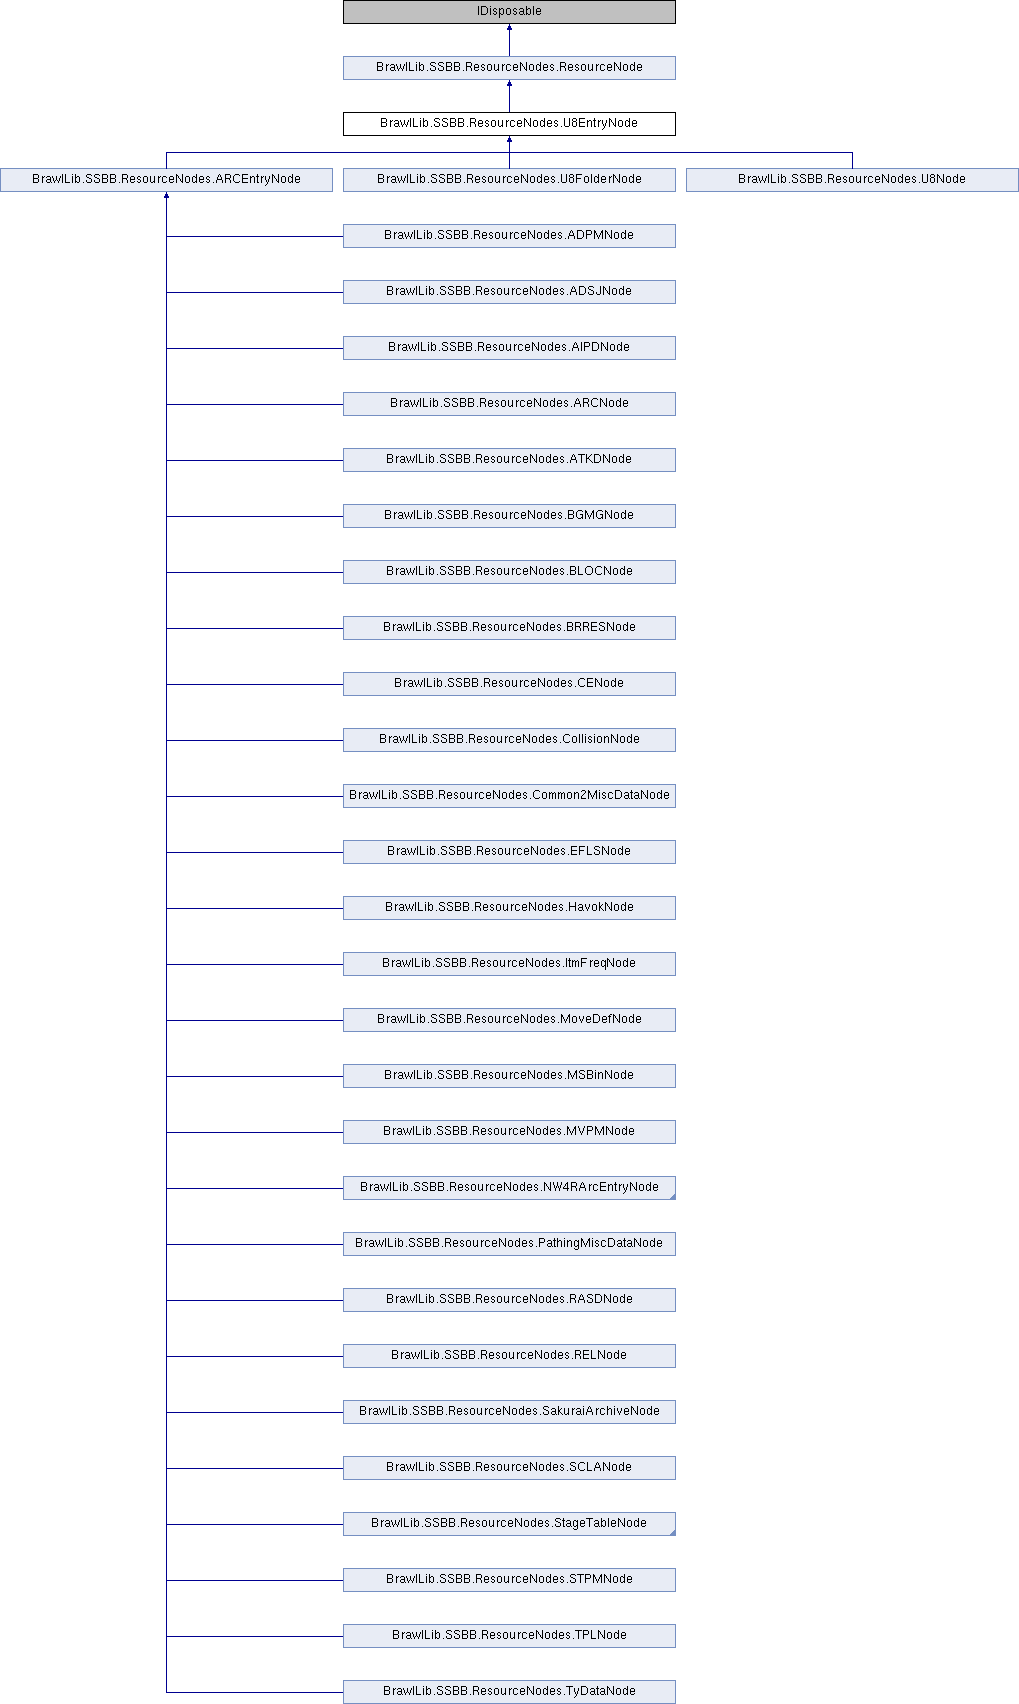 IDisposable
BrawlLib.SSBB.ResourceNodes.ResourceNode
BrawlLib.SSBB.ResourceNodes.U8EntryNode
BrawlLib.SSBB.ResourceNodes.ARCEntryNode
BrawlLib.SSBB.ResourceNodes.U8FolderNode
BrawlLib.SSBB.ResourceNodes.U8Node
BrawlLib.SSBB.ResourceNodes.ADPMNode
BrawlLib.SSBB.ResourceNodes.ADSJNode
BrawlLib.SSBB.ResourceNodes.AIPDNode
BrawlLib.SSBB.ResourceNodes.ARCNode
BrawlLib.SSBB.ResourceNodes.ATKDNode
BrawlLib.SSBB.ResourceNodes.BGMGNode
BrawlLib.SSBB.ResourceNodes.BLOCNode
BrawlLib.SSBB.ResourceNodes.BRRESNode
BrawlLib.SSBB.ResourceNodes.CENode
BrawlLib.SSBB.ResourceNodes.CollisionNode
BrawlLib.SSBB.ResourceNodes.Common2MiscDataNode
BrawlLib.SSBB.ResourceNodes.EFLSNode
BrawlLib.SSBB.ResourceNodes.HavokNode
BrawlLib.SSBB.ResourceNodes.ItmFreqNode
BrawlLib.SSBB.ResourceNodes.MoveDefNode
BrawlLib.SSBB.ResourceNodes.MSBinNode
BrawlLib.SSBB.ResourceNodes.MVPMNode
BrawlLib.SSBB.ResourceNodes.NW4RArcEntryNode
BrawlLib.SSBB.ResourceNodes.PathingMiscDataNode
BrawlLib.SSBB.ResourceNodes.RASDNode
BrawlLib.SSBB.ResourceNodes.RELNode
BrawlLib.SSBB.ResourceNodes.SakuraiArchiveNode
BrawlLib.SSBB.ResourceNodes.SCLANode
BrawlLib.SSBB.ResourceNodes.StageTableNode
BrawlLib.SSBB.ResourceNodes.STPMNode
BrawlLib.SSBB.ResourceNodes.TPLNode
BrawlLib.SSBB.ResourceNodes.TyDataNode